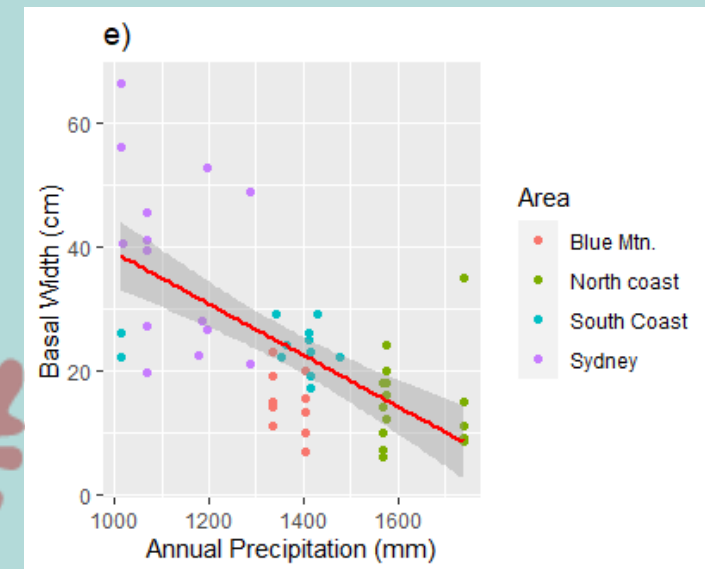 e)
60
40
20
0
Basal Width (cm)
1000 1200 1400 1600
Annual Precipitation (mm)
Area
Blue Mtn.
North coast
South Coast
Sydney